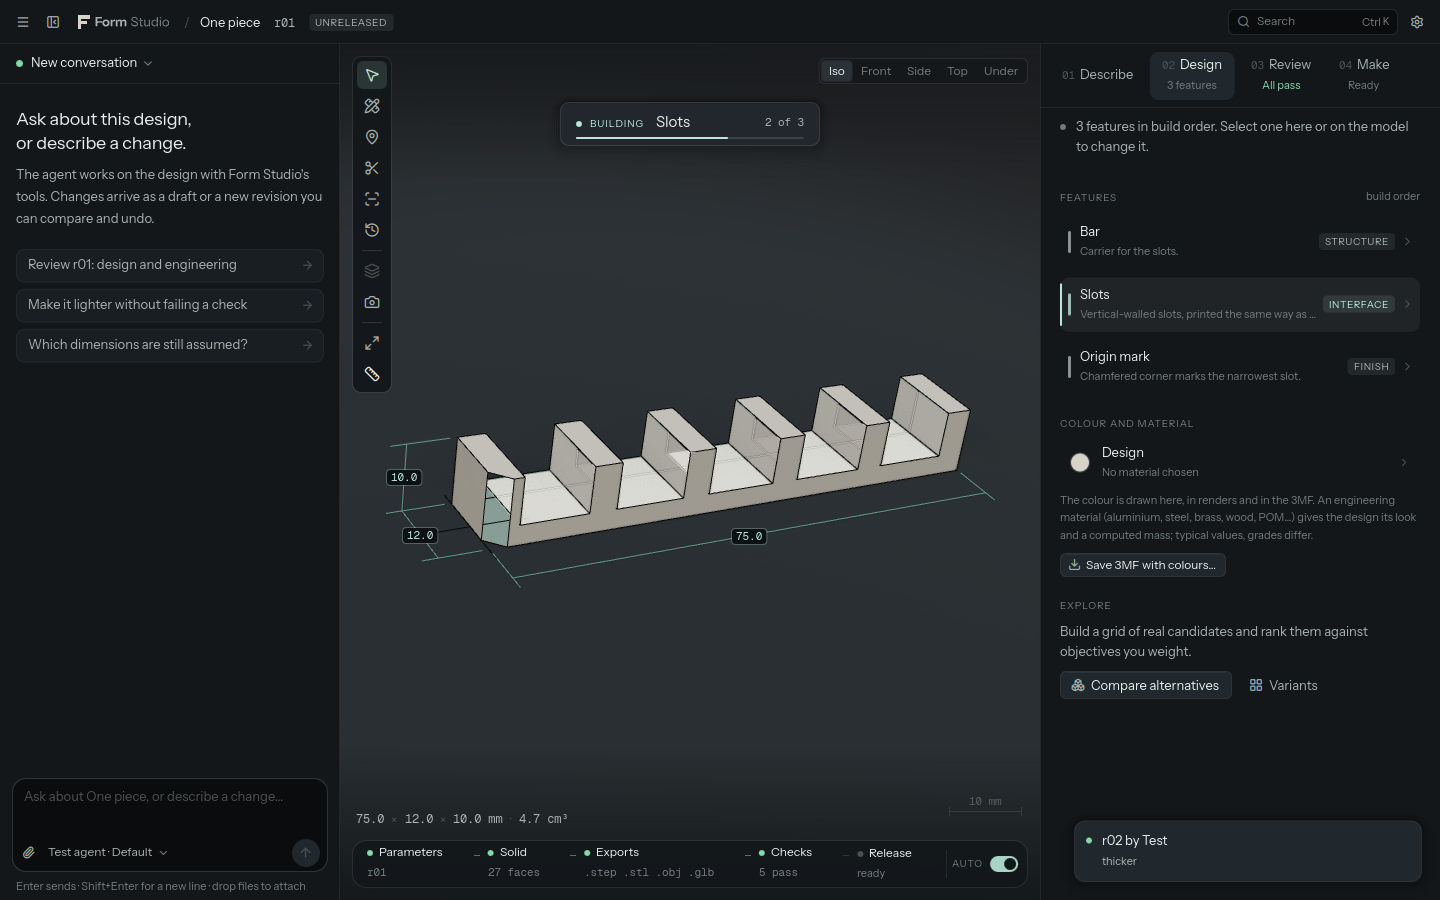 Form Studio / One piece r01 UNRELEASED
Search Ctrl K
New conversation
Ask about this design,
or describe a change.
The agent works on the design with Form Studio's
tools. Changes arrive as a draft or a new revision you
can compare and undo.
Review r01: design and engineering
Make it lighter without failing a check
Which dimensions are still assumed?
Ask about One piece, or describe a change...
Test agent · Default
Enter sends · Shift+Enter for a new line · drop files to attach
Iso Front Side Top Under
BUILDING Slots 2 of 3
10.0
12.0
75.0
10 mm
75.0 × 12.0 × 10.0 mm · 4.7 cm³
Parameters Solid Exports Checks Release
r01 27 faces .step .stl .obj .glb 5 pass ready
AUTO
01 Describe
02 Design
3 features
03 Review
All pass
04 Make
Ready
3 features in build order. Select one here or on the model
to change it.
FEATURES build order
Bar
Carrier for the slots.
STRUCTURE
Slots
Vertical-walled slots, printed the same way as ...
INTERFACE
Origin mark
Chamfered corner marks the narrowest slot.
FINISH
COLOUR AND MATERIAL
Design
No material chosen
The colour is drawn here, in renders and in the 3MF. An engineering
material (aluminium, steel, brass, wood, POM...) gives the design its look
and a computed mass; typical values, grades differ.
Save 3MF with colours...
EXPLORE
Build a grid of real candidates and rank them against
objectives you weight.
Compare alternatives Variants
r02 by Test
thicker